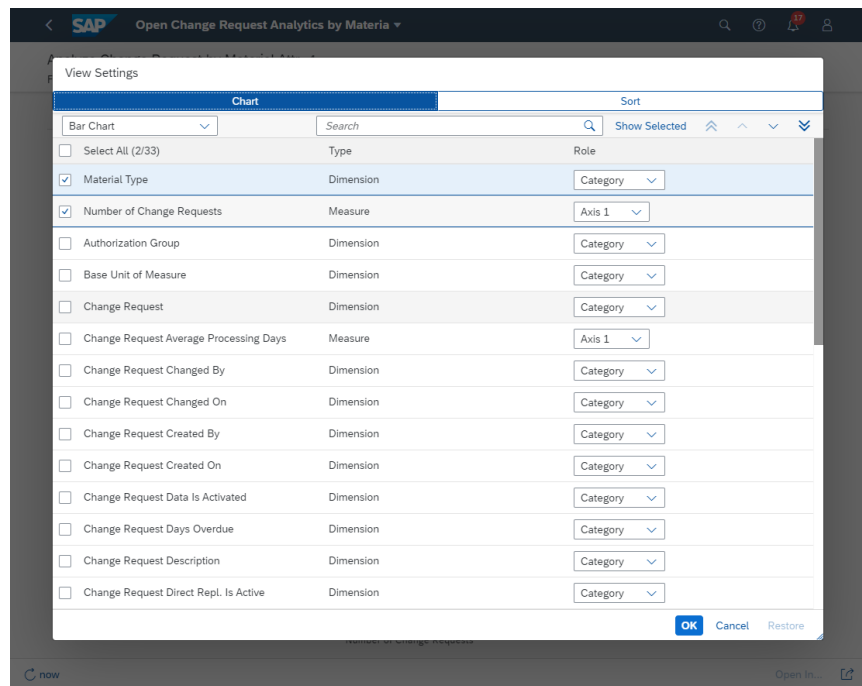 SAP Open Change Request Analytics by Materia
17
View Settings
Chart Sort
Bar Chart Search Show Selected
Select All (2/33) Type Role
Material Type Dimension Category
Number of Change Requests Measure Axis 1
Authorization Group Dimension Category
Base Unit of Measure Dimension Category
Change Request Dimension Category
Change Request Average Processing Days Measure Axis 1
Change Request Changed By Dimension Category
Change Request Changed On Dimension Category
Change Request Created By Dimension Category
Change Request Created On Dimension Category
Change Request Data Is Activated Dimension Category
Change Request Days Overdue Dimension Category
Change Request Description Dimension Category
Change Request Direct Repl. Is Active Dimension Category
OK Cancel Restore
Number of Change Requests
now Open In...